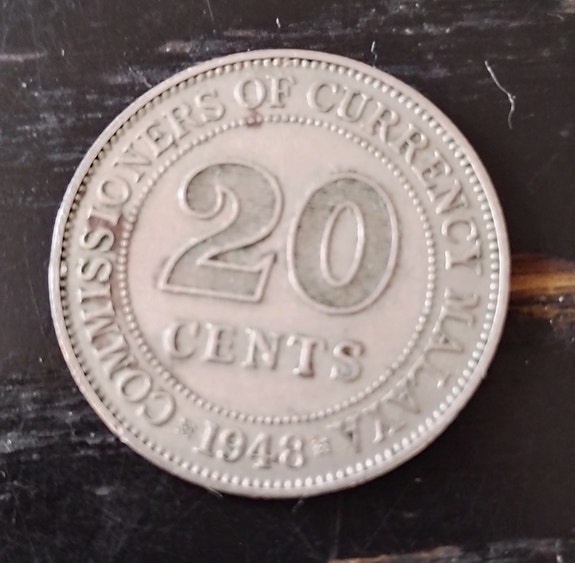 COMMISSIONERS OF CURRENCY MALAYA
20
CENTS
1948